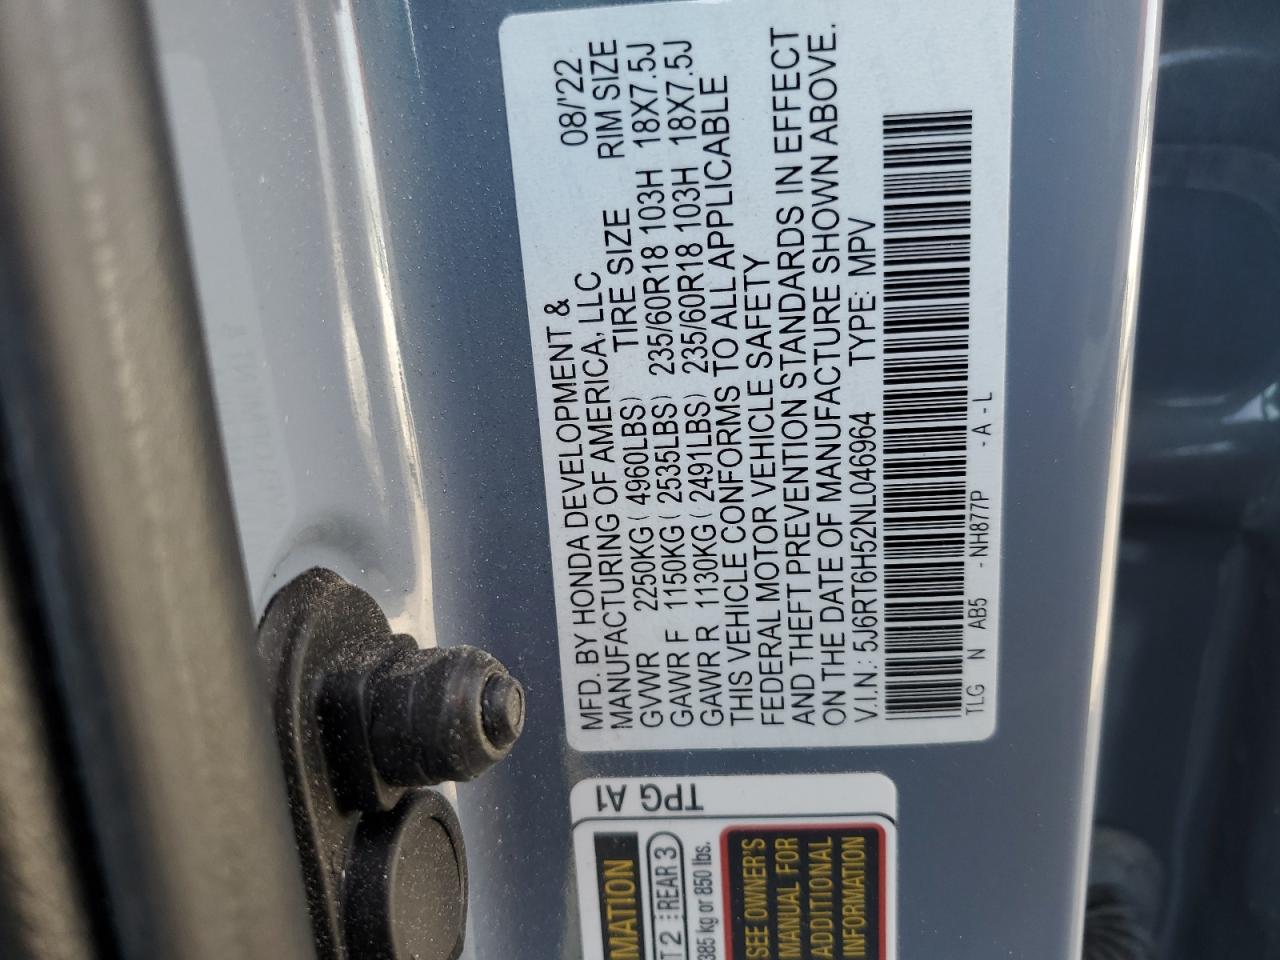 MFD. BY HONDA DEVELOPMENT & 08/'22
MANUFACTURING OF AMERICA, LLC TIRE SIZE RIM SIZE
GVWR 2250KG (4960LBS) 235/60R18 103H 18X7.5J
GAWR F 1150KG (2535LBS) 235/60R18 103H 18X7.5J
GAWR R 1130KG (2491LBS)
THIS VEHICLE CONFORMS TO ALL APPLICABLE
FEDERAL MOTOR VEHICLE SAFETY
AND THEFT PREVENTION STANDARDS IN EFFECT
ON THE DATE OF MANUFACTURE SHOWN ABOVE.
V.I.N.: 5J6RT6H52NL046964 TYPE: MPV
TLG N AB5 -NH877P -A-L
TPG A1
MATION
T 2 REAR 3
385 kg or 850 lbs.
SEE OWNER'S
MANUAL FOR
ADDITIONAL
INFORMATION